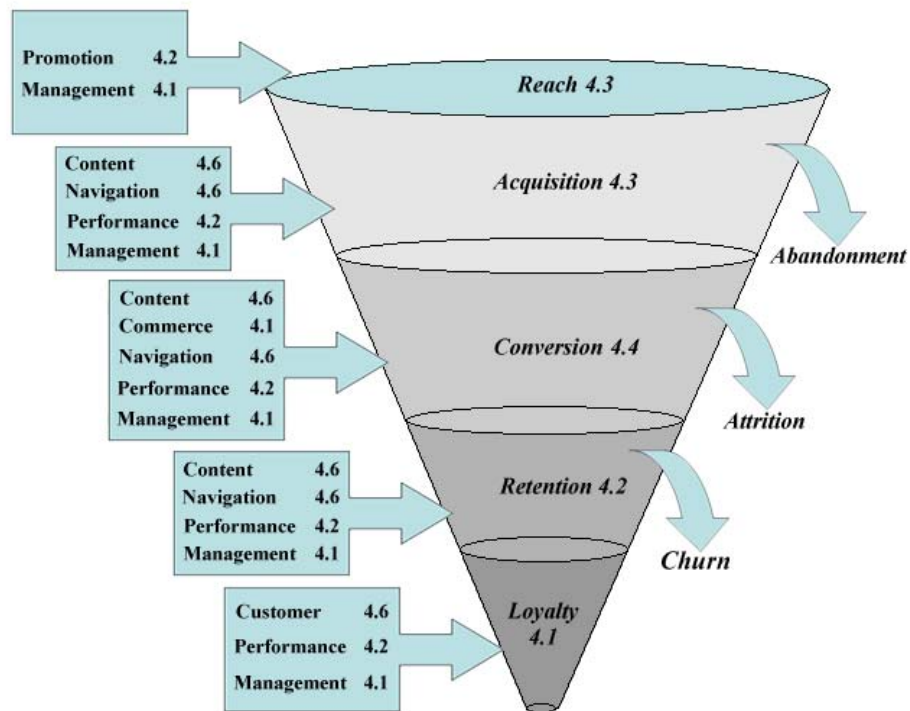 Promotion 4.2
Management 4.1
Reach 4.3
Content 4.6
Navigation 4.6
Performance 4.2
Management 4.1
Acquisition 4.3
Abandonment
Content 4.6
Commerce 4.1
Navigation 4.6
Performance 4.2
Management 4.1
Conversion 4.4
Attrition
Content 4.6
Navigation 4.6
Performance 4.2
Management 4.1
Retention 4.2
Churn
Customer 4.6
Performance 4.2
Management 4.1
Loyalty
4.1